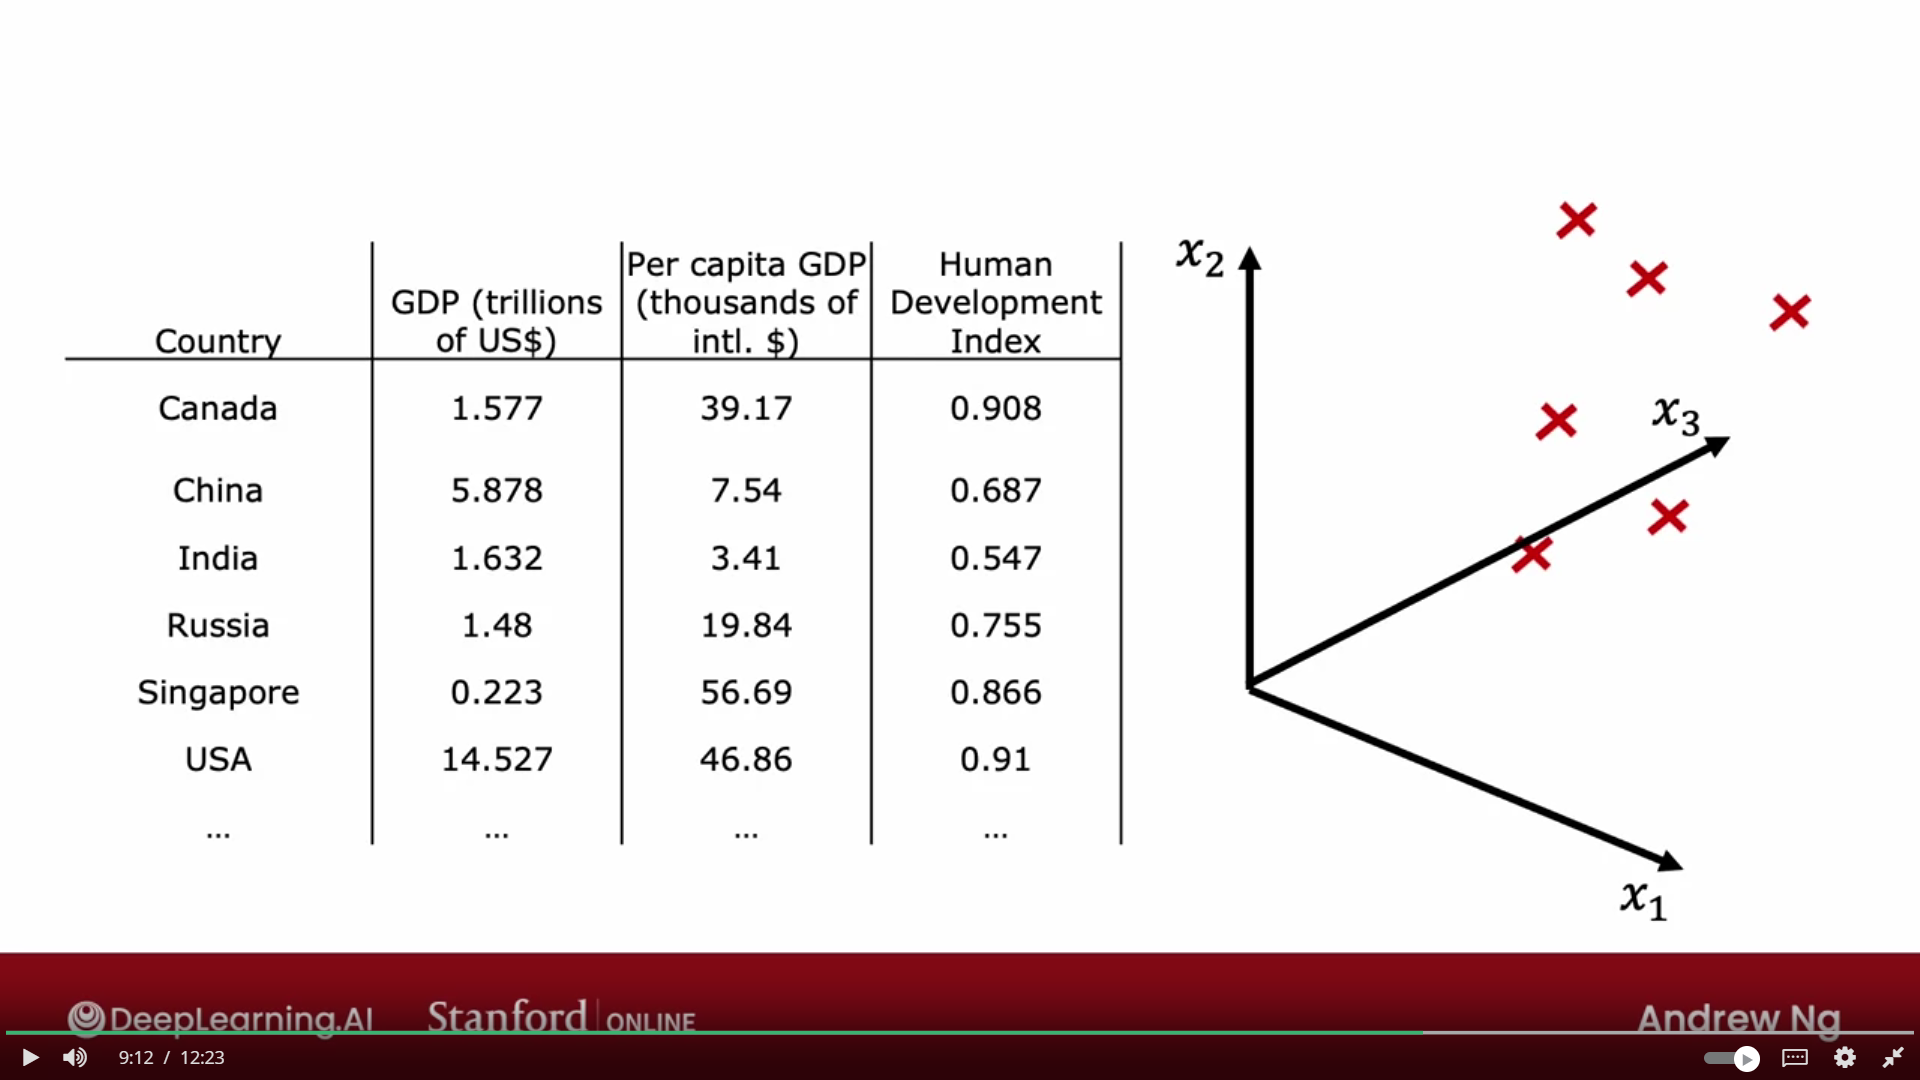 Country
GDP (trillions
of US$)
Per capita GDP
(thousands of
intl. $)
Human
Development
Index
Canada 1.577 39.17 0.908
China 5.878 7.54 0.687
India 1.632 3.41 0.547
Russia 1.48 19.84 0.755
Singapore 0.223 56.69 0.866
USA 14.527 46.86 0.91
... ... ... ...
x₂
x₃
x₁
DeepLearning.AI
Stanford | ONLINE
Andrew Ng
9:12 / 12:23